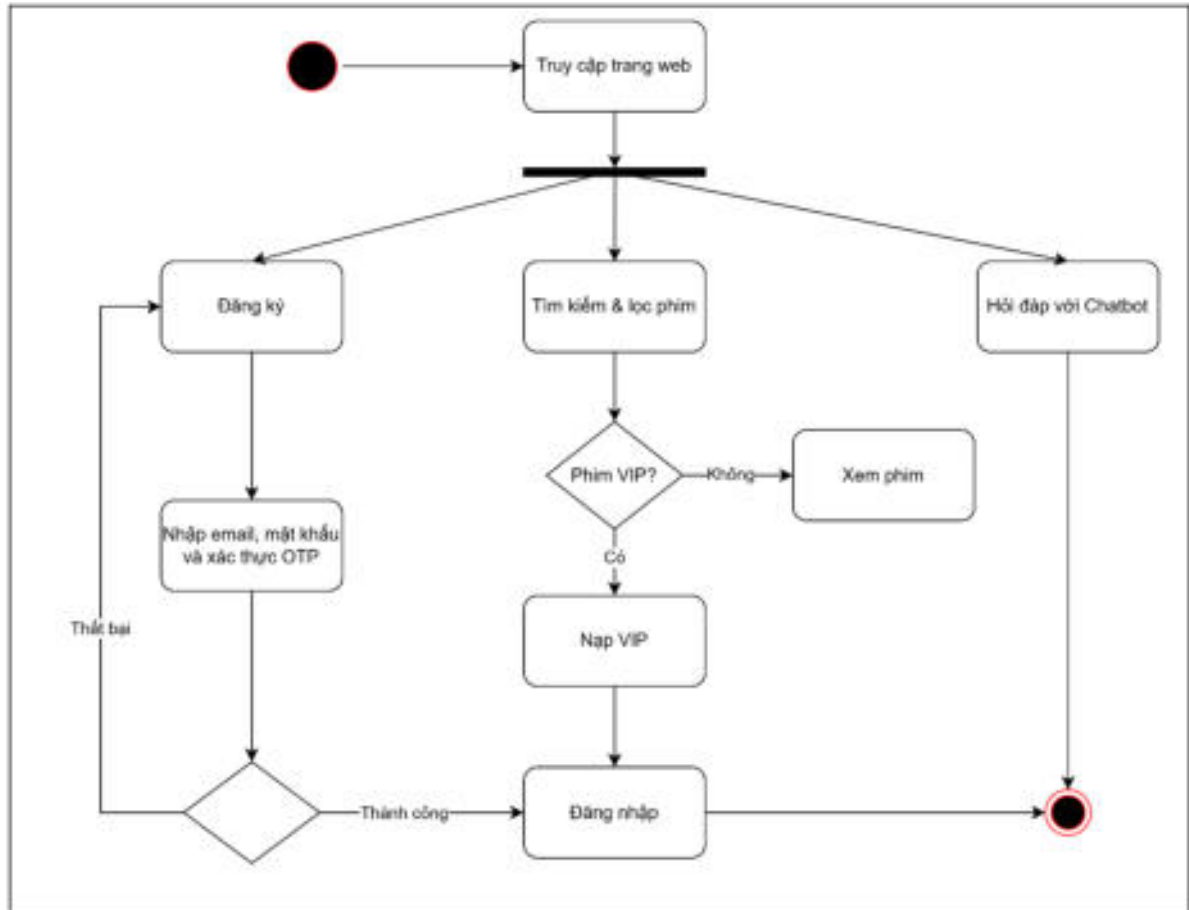 Truy cập trang web
Đăng ký
Tìm kiếm & lọc phim
Hỏi đáp với Chatbot
Phim VIP?
Không
Xem phim
Nhập email, mật khẩu
và xác thực OTP
Có
Thất bại
Nạp VIP
Thành công
Đăng nhập